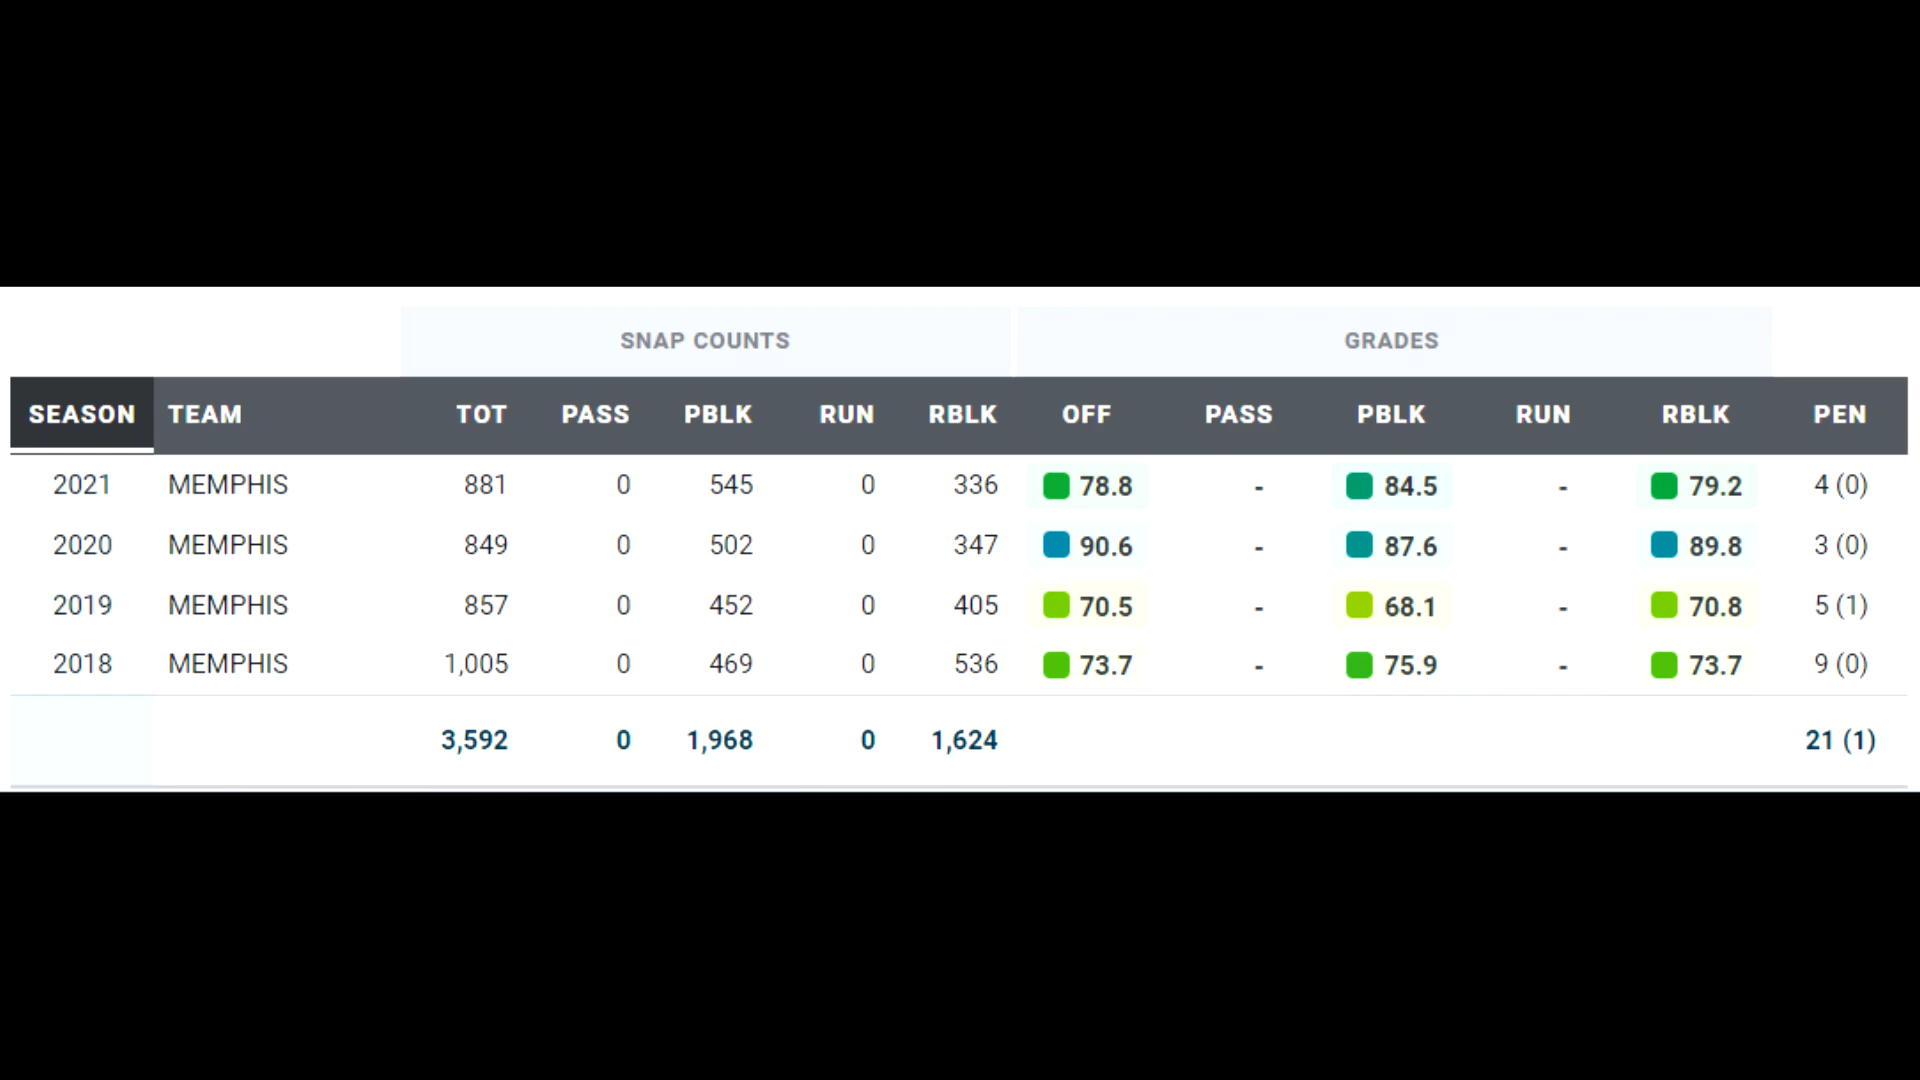 SNAP COUNTS GRADES
SEASON TEAM TOT PASS PBLK RUN RBLK OFF PASS PBLK RUN RBLK PEN
2021 MEMPHIS 881 0 545 0 336 78.8 - 84.5 - 79.2 4 (0)
2020 MEMPHIS 849 0 502 0 347 90.6 - 87.6 - 89.8 3 (0)
2019 MEMPHIS 857 0 452 0 405 70.5 - 68.1 - 70.8 5 (1)
2018 MEMPHIS 1,005 0 469 0 536 73.7 - 75.9 - 73.7 9 (0)
3,592 0 1,968 0 1,624 21 (1)